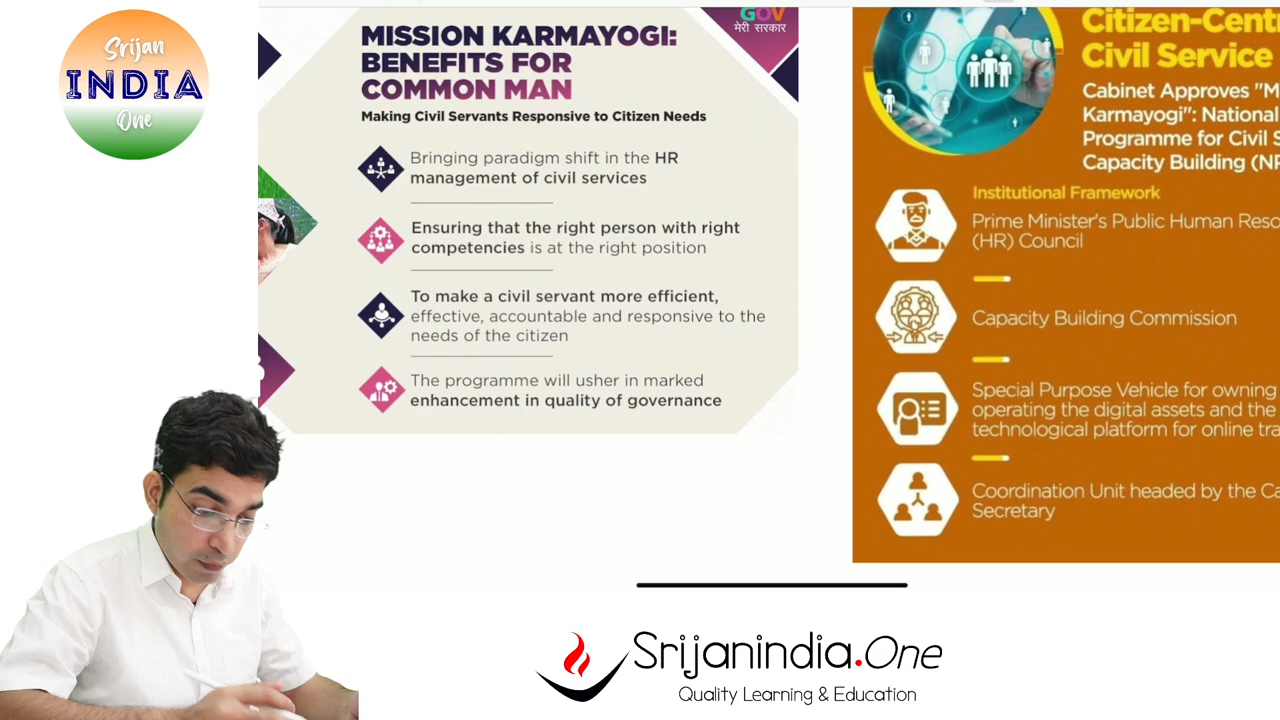 Srijan
INDIA
One
GOV
मेरी सरकार
MISSION KARMAYOGI:
BENEFITS FOR
COMMON MAN
Making Civil Servants Responsive to Citizen Needs
Bringing paradigm shift in the HR
management of civil services
Ensuring that the right person with right
competencies is at the right position
To make a civil servant more efficient,
effective, accountable and responsive to the
needs of the citizen
The programme will usher in marked
enhancement in quality of governance
Citizen-Cent
Civil Service
Cabinet Approves "M
Karmayogi": National
Programme for Civil S
Capacity Building (NP
Institutional Framework
Prime Minister's Public Human Reso
(HR) Council
Capacity Building Commission
Special Purpose Vehicle for owning
operating the digital assets and the
technological platform for online tra
Coordination Unit headed by the Ca
Secretary
Srijanindia.One
Quality Learning & Education